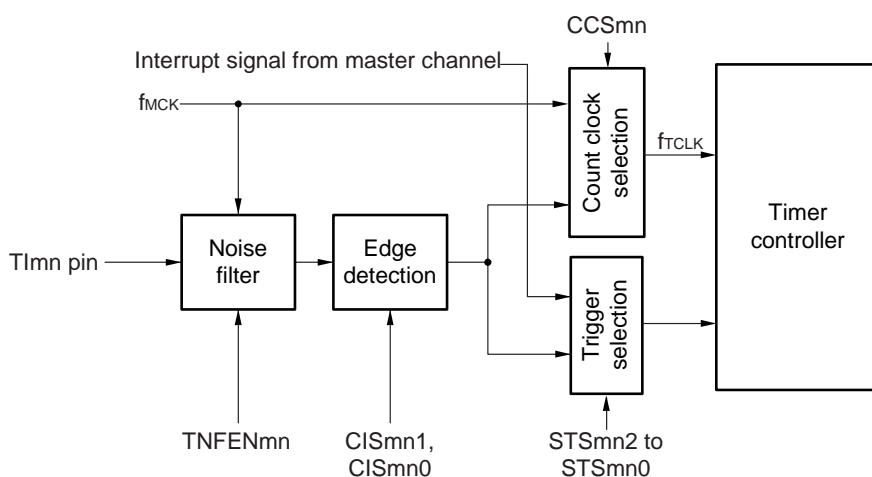 CCSmn
Interrupt signal from master channel
fMCK
Count clock
selection
fTCLK
Timer
controller
TImn pin
Noise
filter
Edge
detection
Trigger
selection
TNFENmn
CISmn1,
CISmn0
STSmn2 to
STSmn0